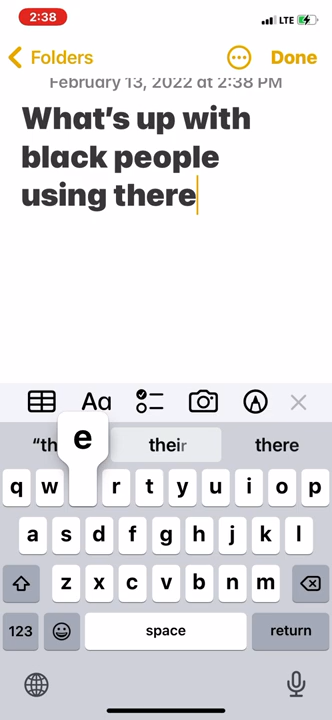 2:38
LTE
Folders
Done
February 13, 2022 at 2:38 PM
What's up with
black people
using there
Aa
"th
e
their
there
q w r t y u i o p
a s d f g h j k l
z x c v b n m
123
space
return